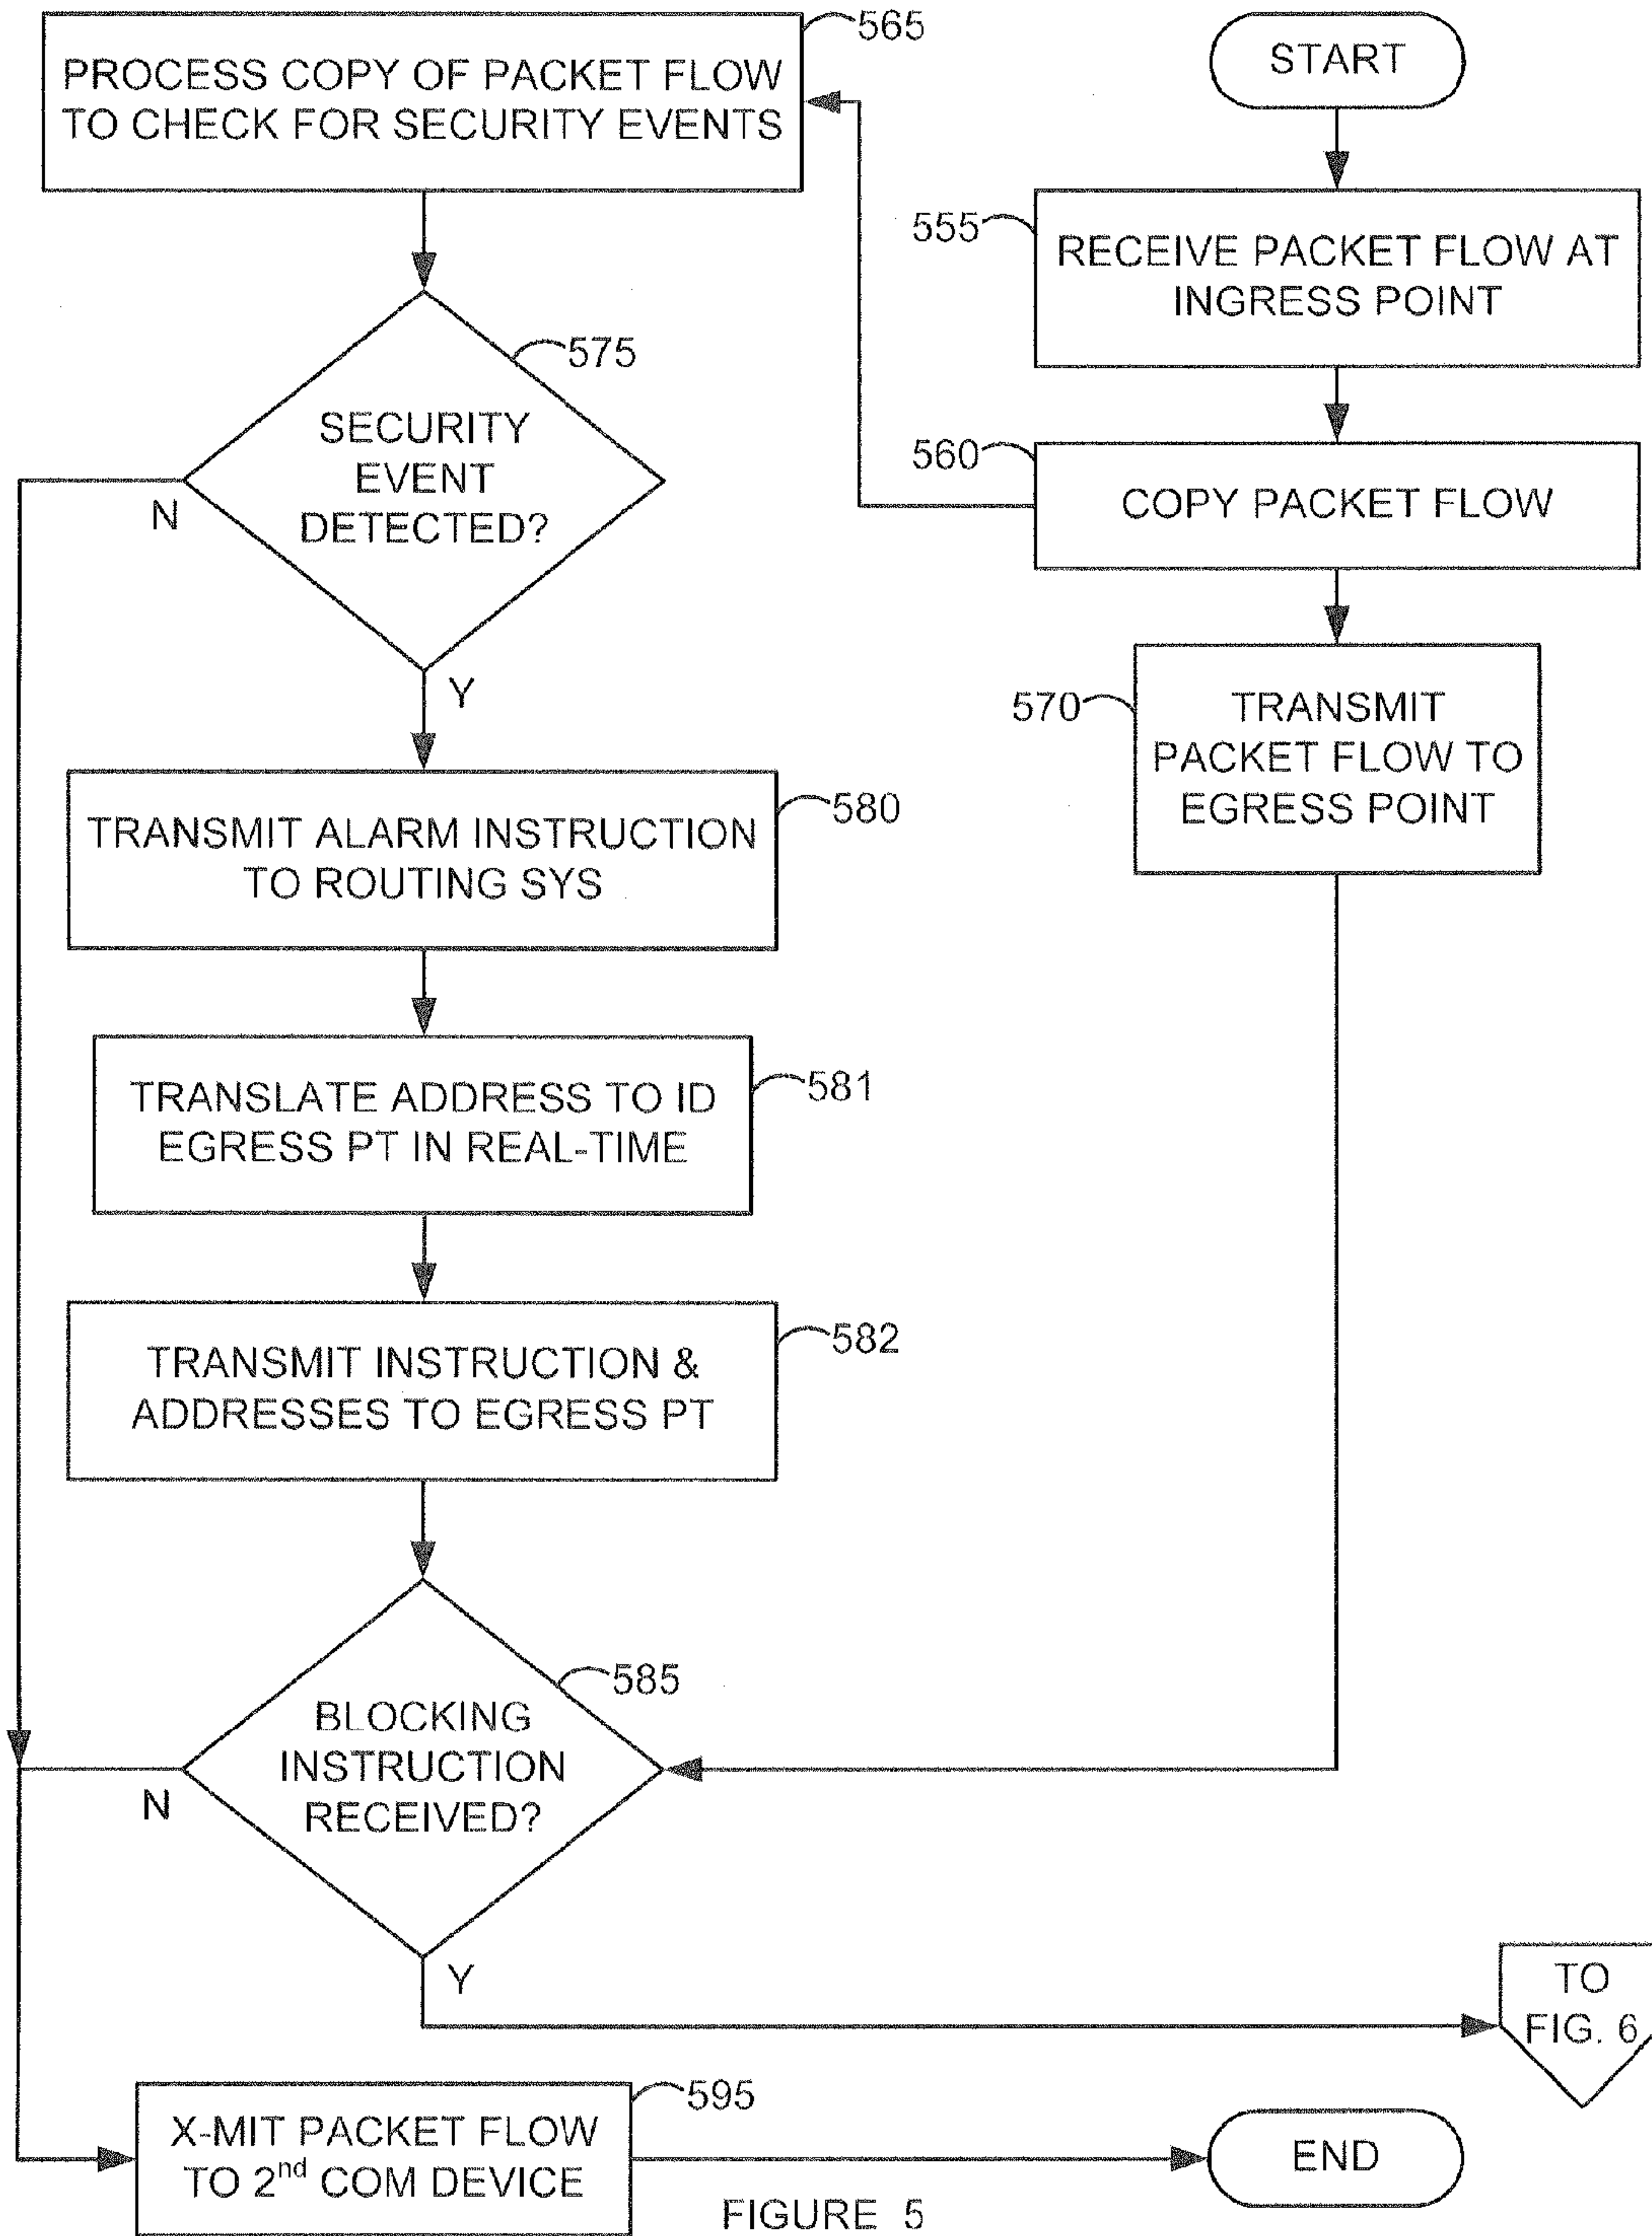 START
555
RECEIVE PACKET FLOW AT
INGRESS POINT
560
COPY PACKET FLOW
565
PROCESS COPY OF PACKET FLOW
TO CHECK FOR SECURITY EVENTS
570
TRANSMIT
PACKET FLOW TO
EGRESS POINT
575
SECURITY
EVENT
DETECTED?
N
Y
580
TRANSMIT ALARM INSTRUCTION
TO ROUTING SYS
581
TRANSLATE ADDRESS TO ID
EGRESS PT IN REAL-TIME
582
TRANSMIT INSTRUCTION &
ADDRESSES TO EGRESS PT
585
BLOCKING
INSTRUCTION
RECEIVED?
N
Y
TO
FIG. 6
595
X-MIT PACKET FLOW
TO 2nd COM DEVICE
END
FIGURE 5